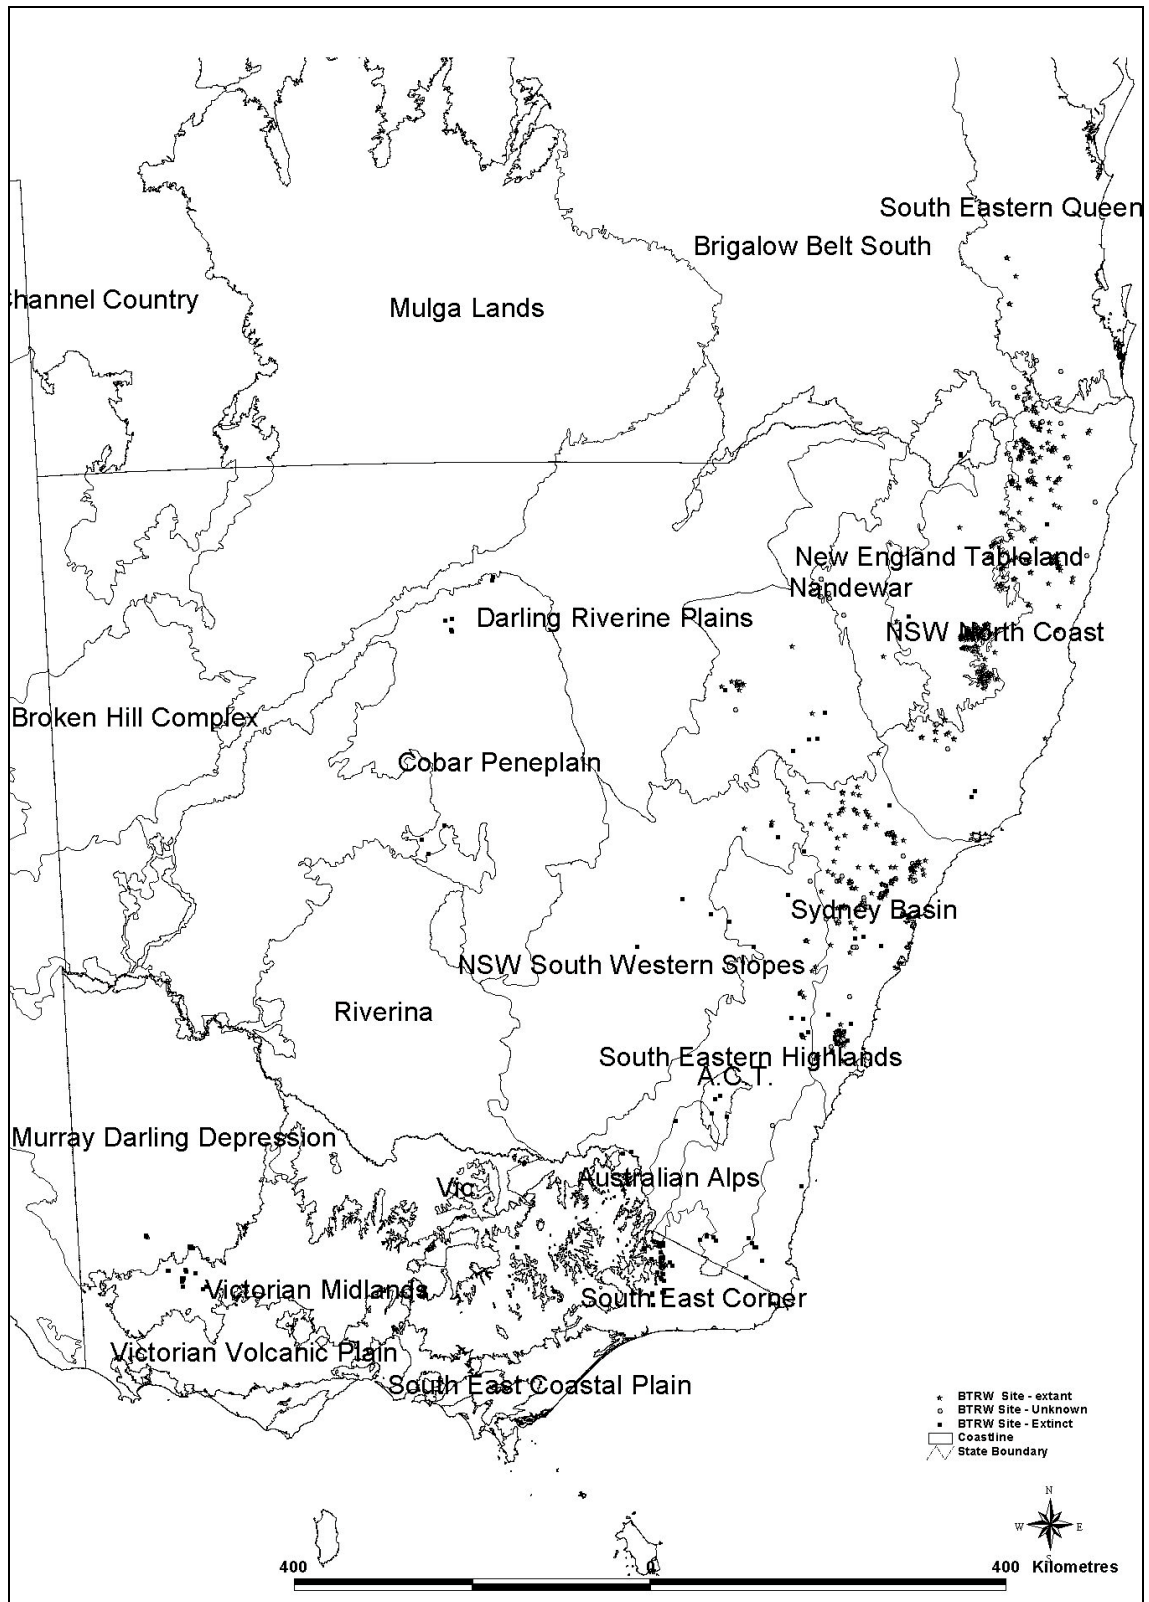 South Eastern Queen
Brigalow Belt South
Channel Country
Mulga Lands
New England Tableland
Nandewar
Darling Riverine Plains
NSW North Coast
Broken Hill Complex
Cobar Peneplain
Sydney Basin
NSW South Western Slopes
Riverina
South Eastern Highlands
A.C.T.
Murray Darling Depression
Australian Alps
Vic
Victorian Midlands
South East Corner
Victorian Volcanic Plain
South East Coastal Plain
BTRW Site - extant
BTRW Site - Unknown
BTRW Site - Extinct
Coastline
State Boundary
N
W E
S
400 0 400 Kilometres